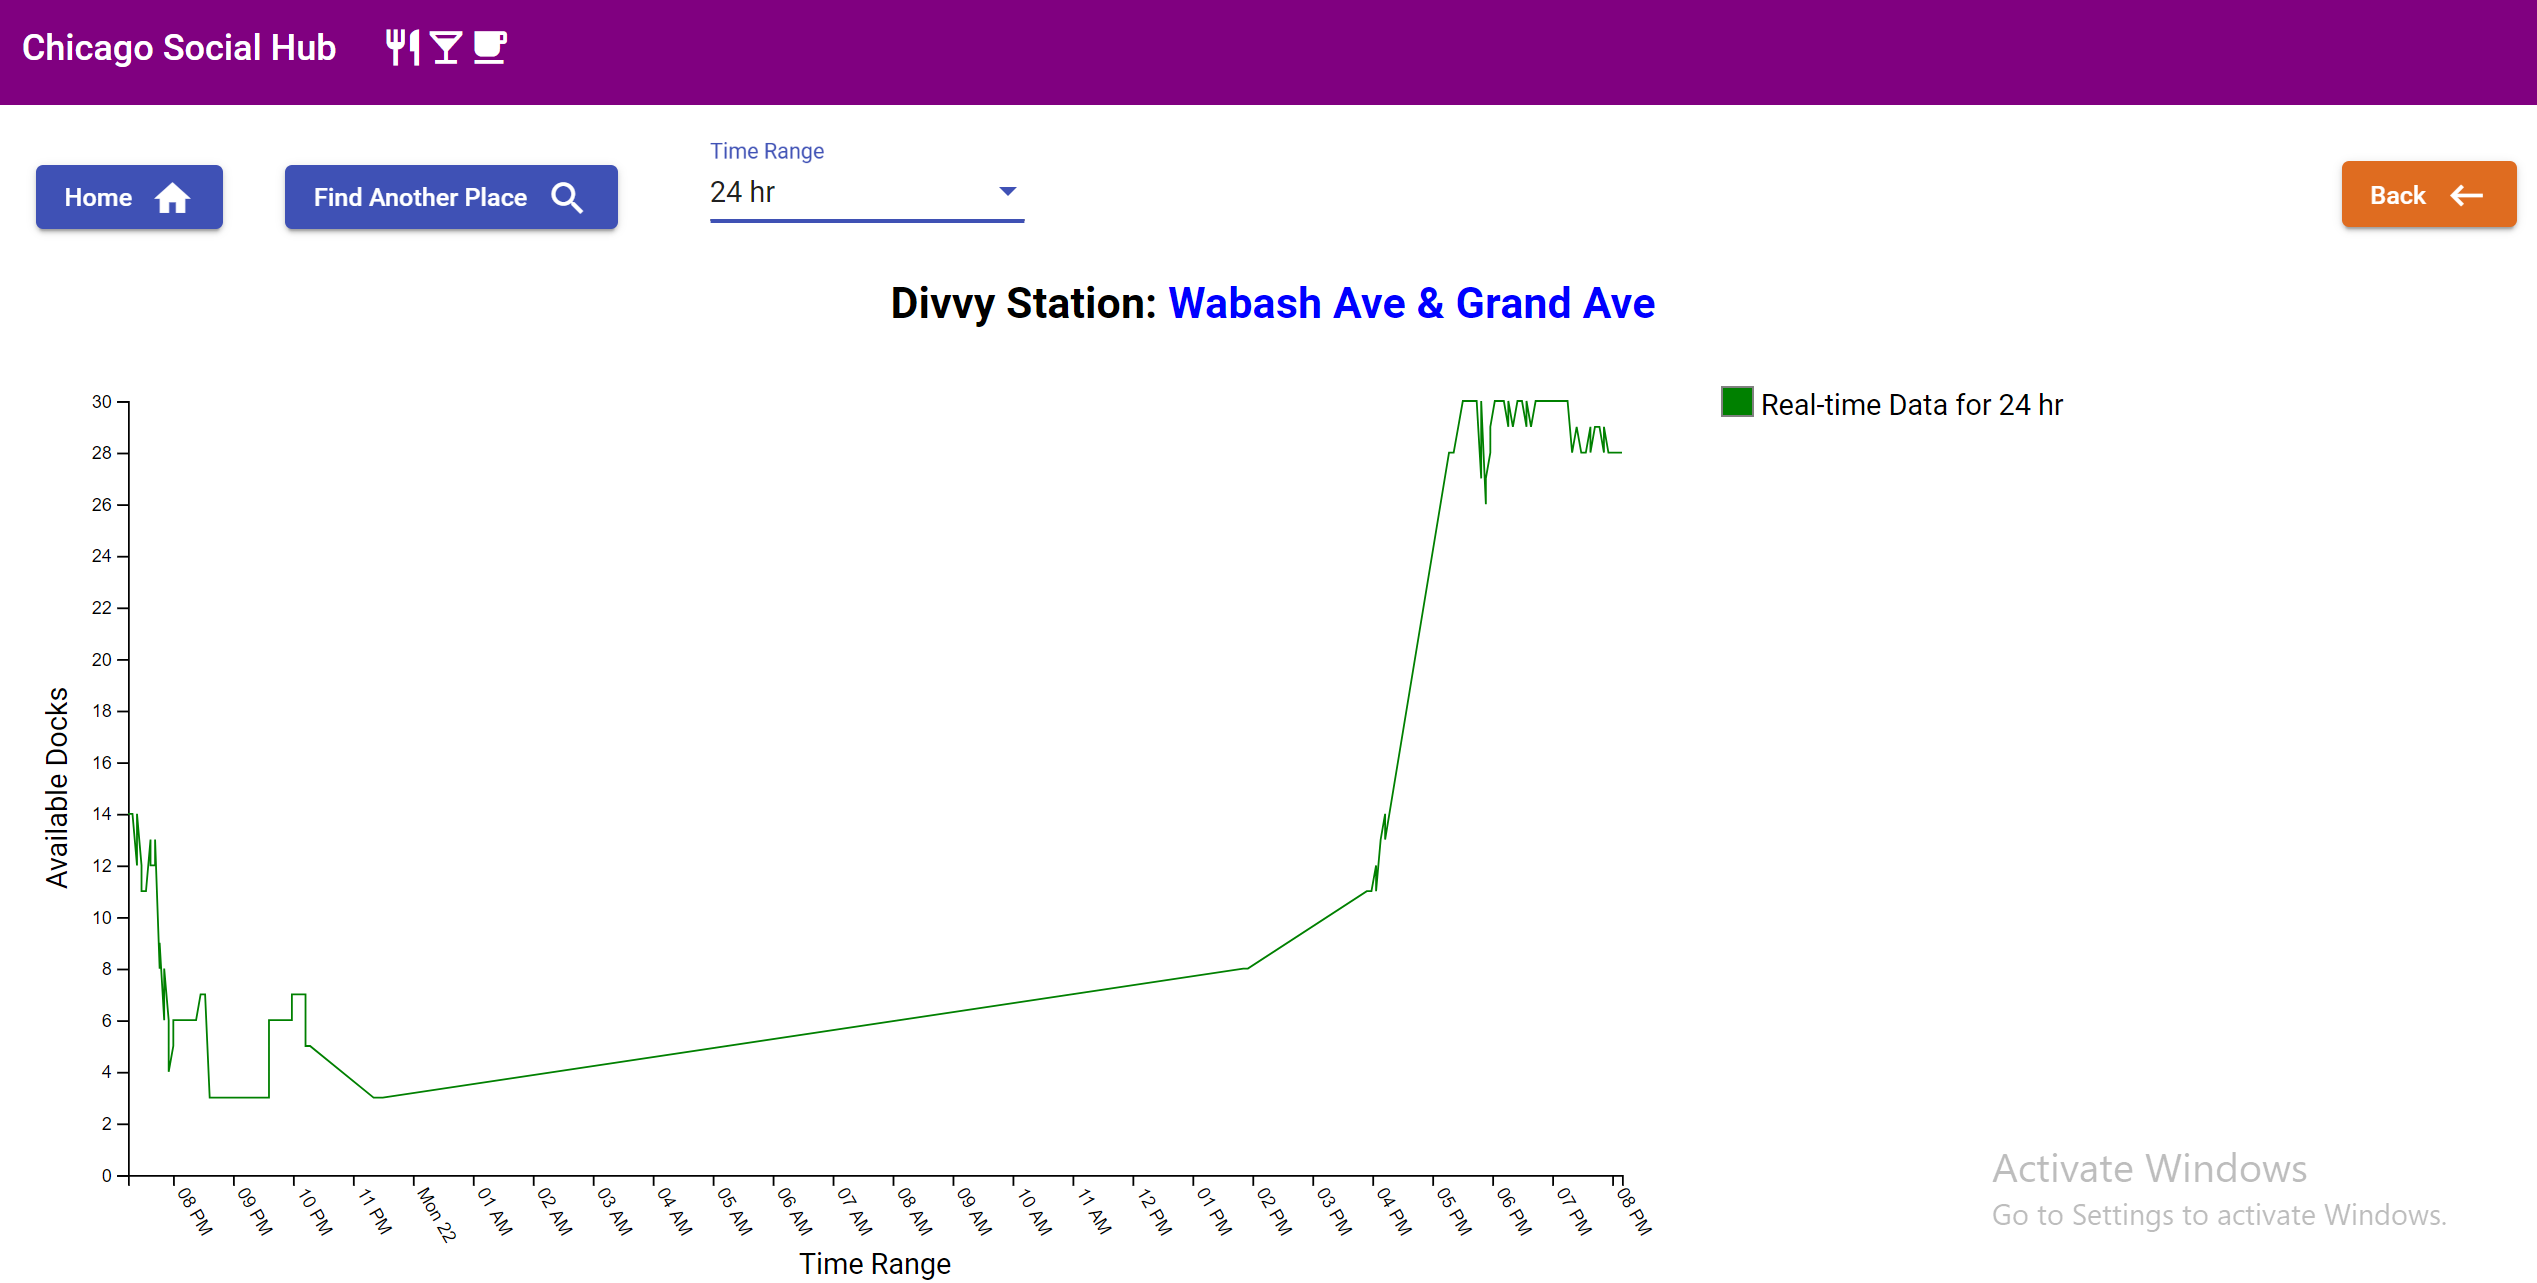 Chicago Social Hub
Time Range
Home
Find Another Place
24 hr
Back
Divvy Station: Wabash Ave & Grand Ave
30
28
26
24
22
20
18
16
14
12
10
8
6
4
2
0
Available Docks
Real-time Data for 24 hr
08 PM
09 PM
10 PM
11 PM
Mon 22
01 AM
02 AM
03 AM
04 AM
05 AM
06 AM
07 AM
08 AM
09 AM
10 AM
11 AM
12 PM
01 PM
02 PM
03 PM
04 PM
05 PM
06 PM
07 PM
08 PM
Time Range
Activate Windows
Go to Settings to activate Windows.